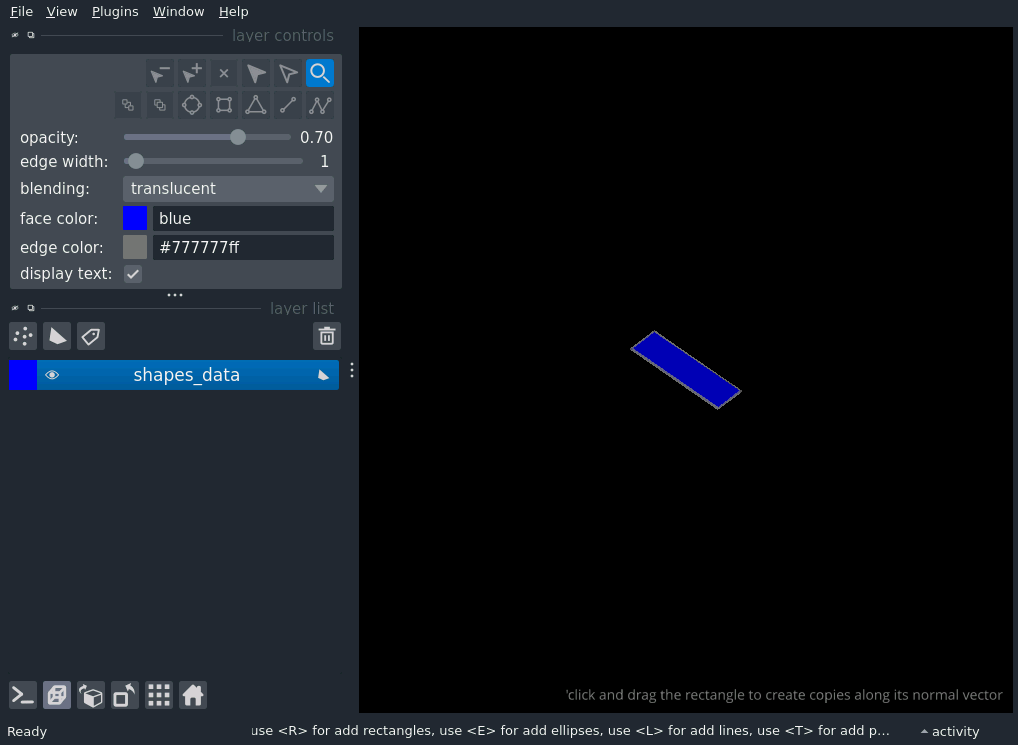 File View Plugins Window Help
layer controls
opacity: 0.70
edge width: 1
blending: translucent
face color: blue
edge color: #777777ff
display text:
layer list
shapes_data
'click and drag the rectangle to create copies along its normal vector
Ready use <R> for add rectangles, use <E> for add ellipses, use <L> for add lines, use <T> for add p... activity